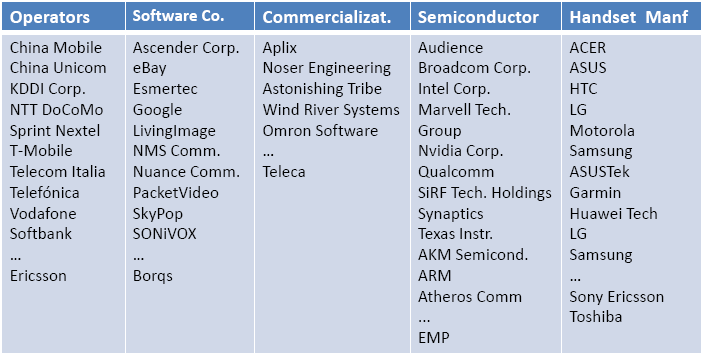 Operators
China Mobile
China Unicom
KDDI Corp.
NTT DoCoMo
Sprint Nextel
T-Mobile
Telecom Italia
Telefónica
Vodafone
Softbank
…
Ericsson
Software Co.
Ascender Corp.
eBay
Esmertec
Google
LivingImage
NMS Comm.
Nuance Comm.
PacketVideo
SkyPop
SONiVOX
…
Borqs
Commercializat.
Aplix
Noser Engineering
Astonishing Tribe
Wind River Systems
Omron Software
…
Teleca
Semiconductor
Audience
Broadcom Corp.
Intel Corp.
Marvell Tech.
Group
Nvidia Corp.
Qualcomm
SiRF Tech. Holdings
Synaptics
Texas Instr.
AKM Semicond.
ARM
Atheros Comm
...
EMP
Handset Manf
ACER
ASUS
HTC
LG
Motorola
Samsung
ASUSTek
Garmin
Huawei Tech
LG
Samsung
…
Sony Ericsson
Toshiba